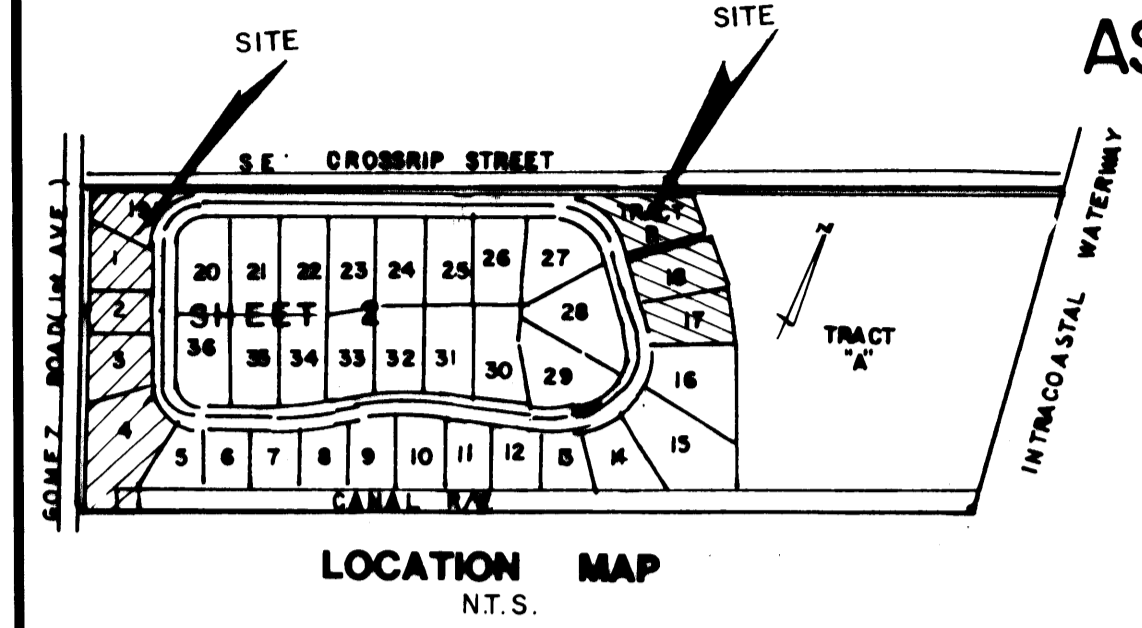 SITE
SITE
AS
S.E. CROSSRIP STREET
GOMEZ ROAD
AVE)
INTRACOASTAL WATERWAY
TRACT
1
2
3
4
18
17
20 21 22 23 24 25 26 27
28
SHEET 2
36 35 34 33 32 31 30 29
16
15
5 6 7 8 9 10 11 12 13 14
TRACT
"A"
Z
CANAL R/W
LOCATION MAP
N.T.S.